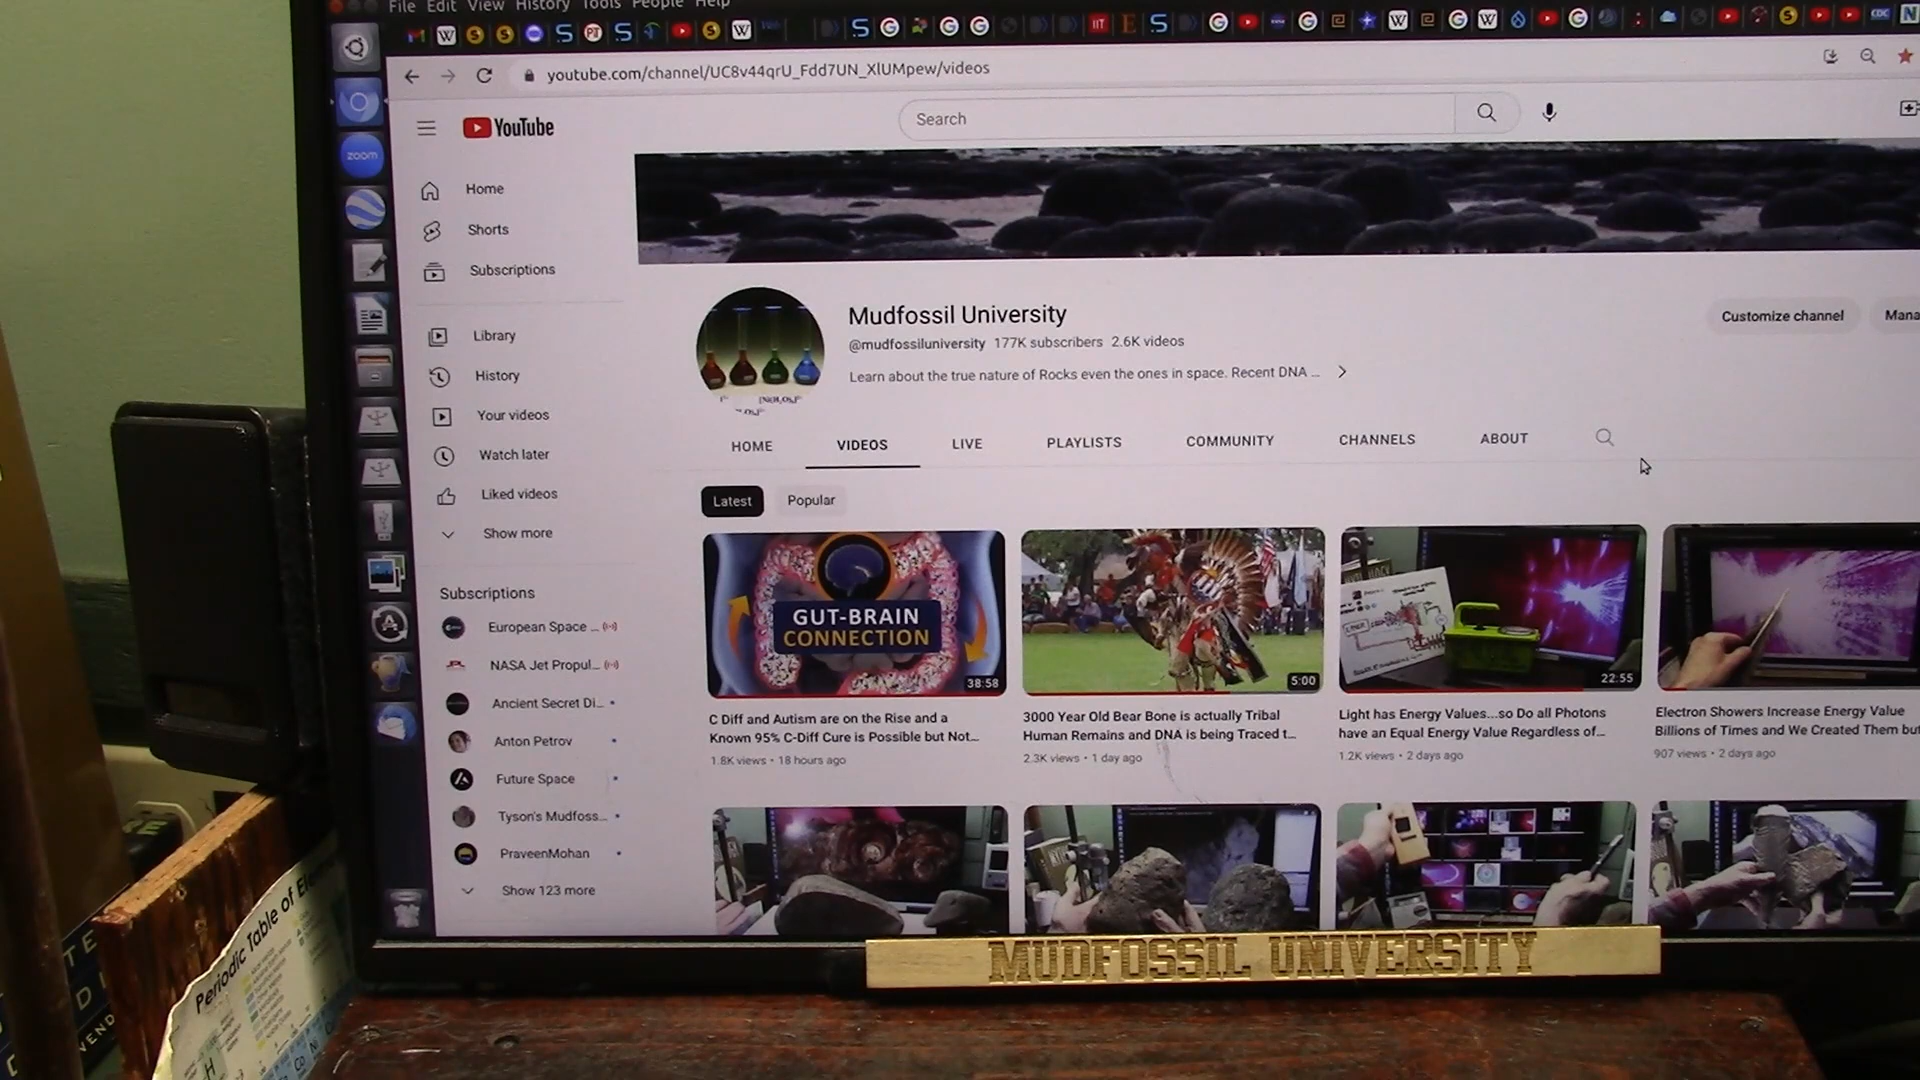 File Edit View History Tools People Help
youtube.com/channel/UC8v44qrU_Fdd7UN_XlUMpew/videos
YouTube
Search
zoom
Home
Shorts
Subscriptions
Library
History
Your videos
Watch later
Liked videos
Show more
Subscriptions
European Space ...
NASA Jet Propul...
Ancient Secret Di...
Anton Petrov
Future Space
Tyson's Mudfoss...
PraveenMohan
Show 123 more
Mudfossil University
@mudfossiluniversity 177K subscribers 2.6K videos
Learn about the true nature of Rocks even the ones in space. Recent DNA ...
Customize channel
Mana
HOME VIDEOS LIVE PLAYLISTS COMMUNITY CHANNELS ABOUT
Latest Popular
GUT-BRAIN
CONNECTION
38:58
5:00
22:55
C Diff and Autism are on the Rise and a
Known 95% C-Diff Cure is Possible but Not...
1.8K views • 18 hours ago
3000 Year Old Bear Bone is actually Tribal
Human Remains and DNA is being Traced t...
2.3K views • 1 day ago
Light has Energy Values...so Do all Photons
have an Equal Energy Value Regardless of...
1.2K views • 2 days ago
Electron Showers Increase Energy Value
Billions of Times and We Created Them but
907 views • 2 days ago
MUDFOSSIL UNIVERSITY
Periodic Table of Elem
H
Co
Ni